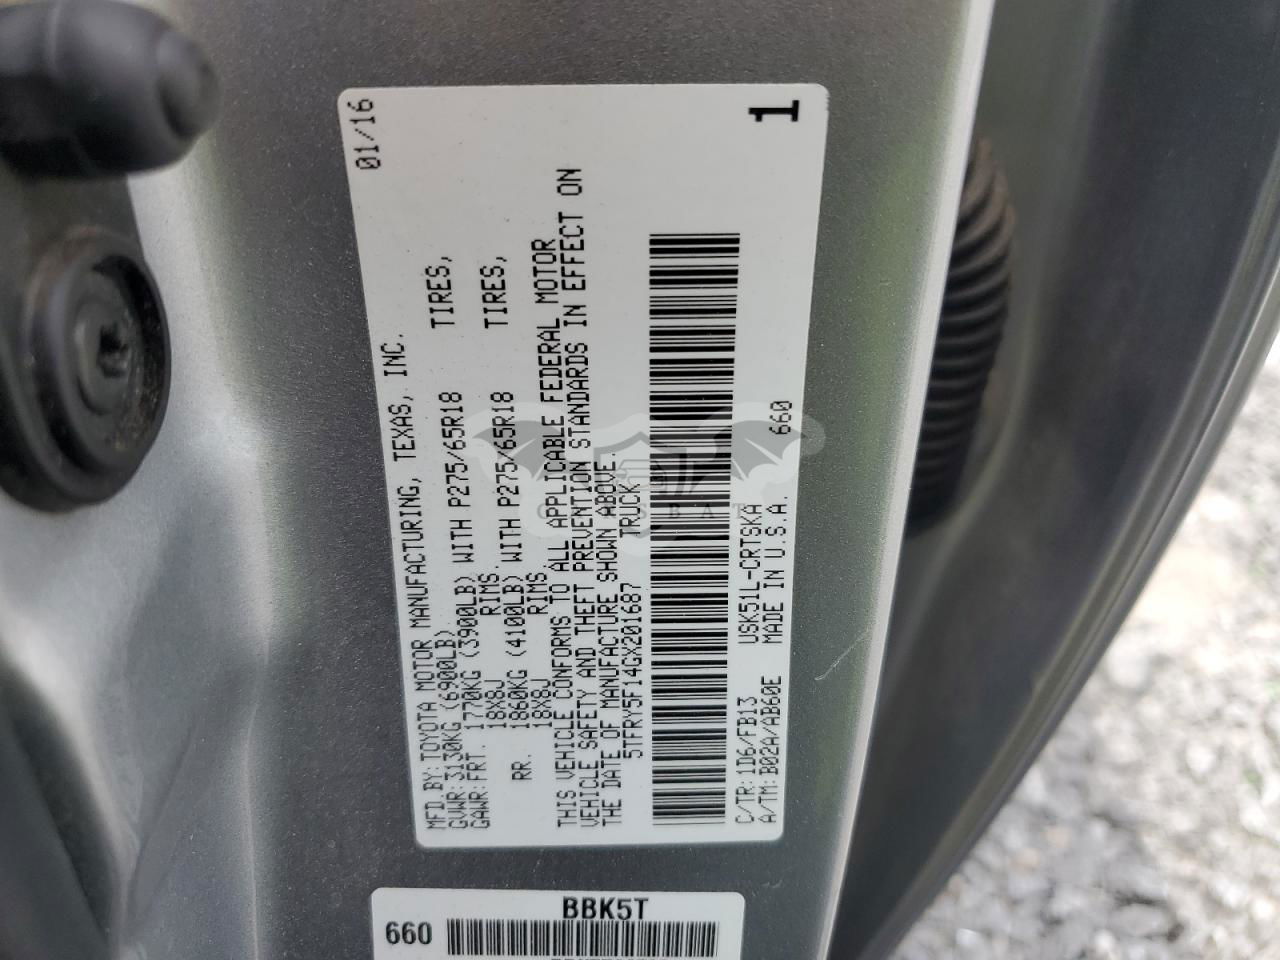 01/16
1
MFD.BY:TOYOTA MOTOR MANUFACTURING, TEXAS, INC.
GVWR:3130KG (6900LB)
GAWR:FRT. 1770KG (3900LB) WITH P275/65R18 TIRES,
18X8J RIMS.
RR. 1860KG (4100LB) WITH P275/65R18 TIRES,
18X8J RIMS.
THIS VEHICLE CONFORMS TO ALL APPLICABLE FEDERAL MOTOR
VEHICLE SAFETY AND THEFT PREVENTION STANDARDS IN EFFECT ON
THE DATE OF MANUFACTURE SHOWN ABOVE.
5TFRY5F14GX201687 TRUCK
C/TR:1D6/FB13 USK51L-CRTSKA 660
A/TM:B02A/AB60E MADE IN U.S.A.
BBK5T
660